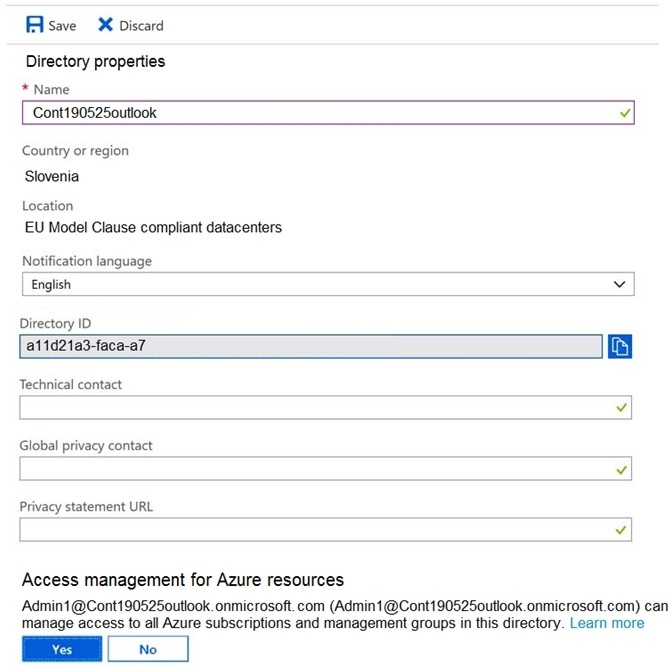 Save Discard
Directory properties
* Name
Cont190525outlook
Country or region
Slovenia
Location
EU Model Clause compliant datacenters
Notification language
English
Directory ID
a11d21a3-faca-a7
Technical contact
Global privacy contact
Privacy statement URL
Access management for Azure resources
Admin1@Cont190525outlook.onmicrosoft.com (Admin1@Cont190525outlook.onmicrosoft.com) can
manage access to all Azure subscriptions and management groups in this directory. Learn more
Yes No